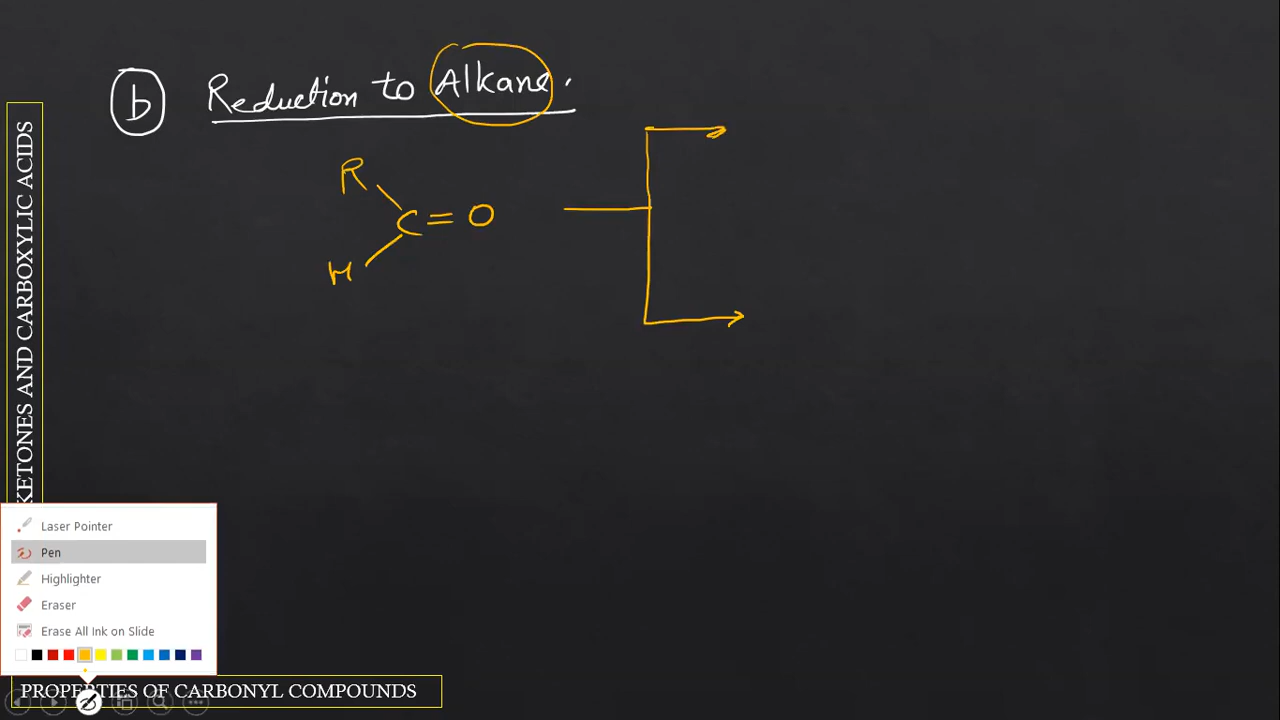 b Reduction to Alkane.
R
C = O
H
KETONES AND CARBOXYLIC ACIDS
Laser Pointer
Pen
Highlighter
Eraser
Erase All Ink on Slide
PROPERTIES OF CARBONYL COMPOUNDS